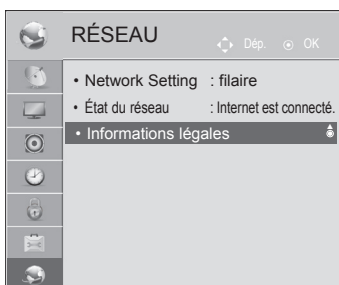 RÉSEAU
Dép. OK
• Network Setting : filaire
• État du réseau : Internet est connecté.
• Informations légales